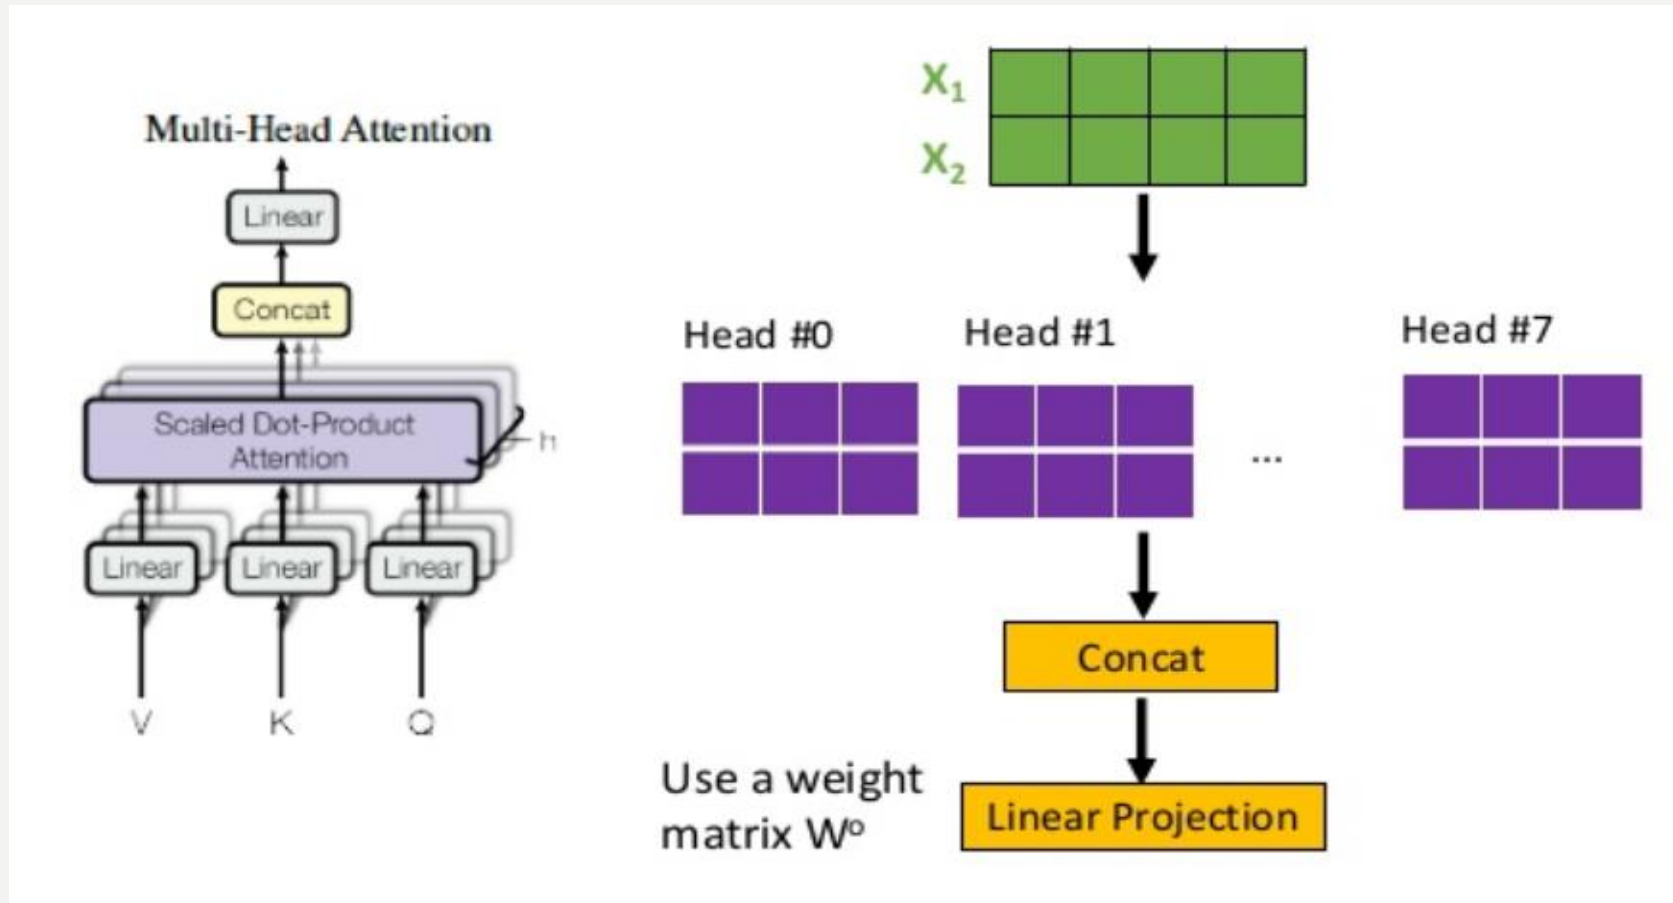 Multi-Head Attention
Linear
Concat
Scaled Dot-Product
Attention
h
Linear Linear Linear
V K Q
X₁
X₂
Head #0 Head #1 Head #7
...
Concat
Use a weight
matrix Wᵒ
Linear Projection